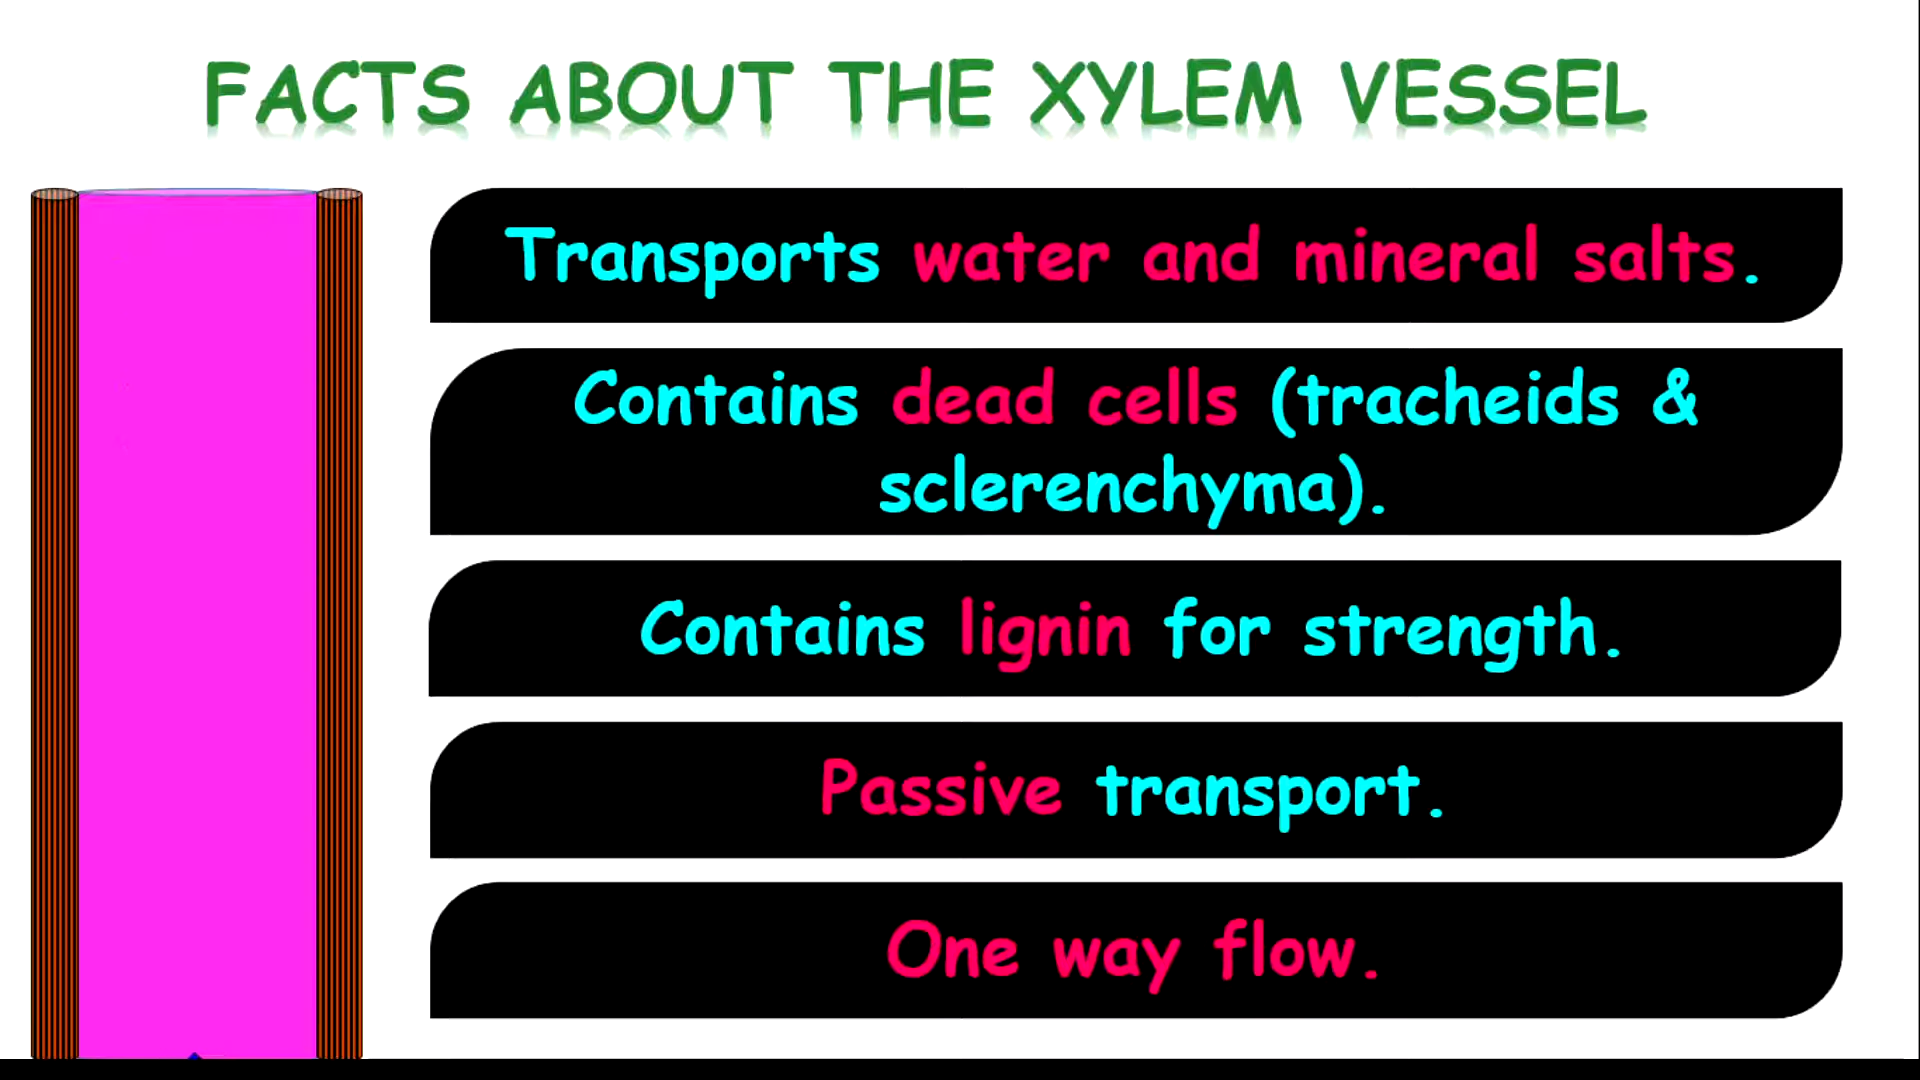 FACTS ABOUT THE XYLEM VESSEL
Transports water and mineral salts.
Contains dead cells (tracheids &
sclerenchyma).
Contains lignin for strength.
Passive transport.
One way flow.